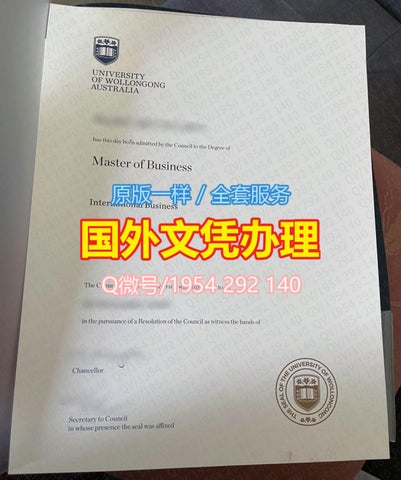 UNIVERSITY
OF WOLLONGONG
AUSTRALIA
has this day been admitted by the Council to the Degree of
Master of Business
原版一样 / 全套服务
International Business
国外文凭办理
Q微号/1954 292 140
The
in the pursuance of a Resolution of the Council as witness the hands of
Chancellor
THE SEAL OF THE UNIVERSITY OF WOLLONGONG
Secretary to Council
in whose presence the seal was affixed